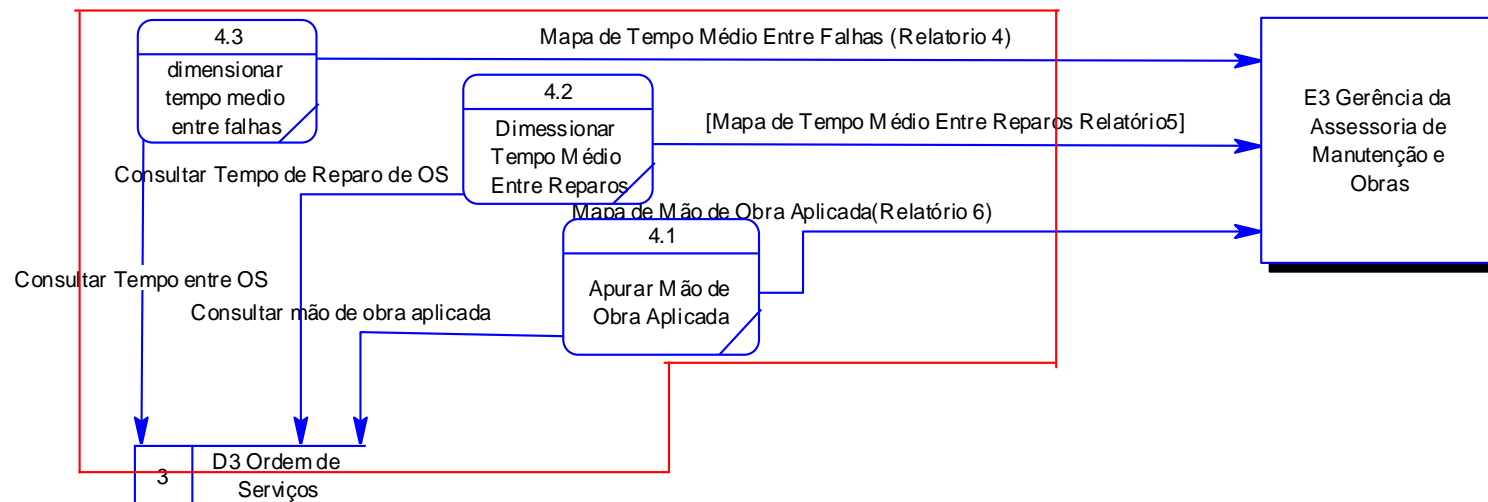 4.3
dimensionar
tempo medio
entre falhas
Mapa de Tempo Médio Entre Falhas (Relatorio 4)
4.2
Dimessionar
Tempo Médio
Entre Reparos
[Mapa de Tempo Médio Entre Reparos Relatório5]
E3 Gerência da
Assessoria de
Manutenção e
Obras
Consultar Tempo de Reparo de OS
Mapa de Mão de Obra Aplicada(Relatório 6)
4.1
Apurar Mão de
Obra Aplicada
Consultar Tempo entre OS
Consultar mão de obra aplicada
3
D3 Ordem de
Serviços